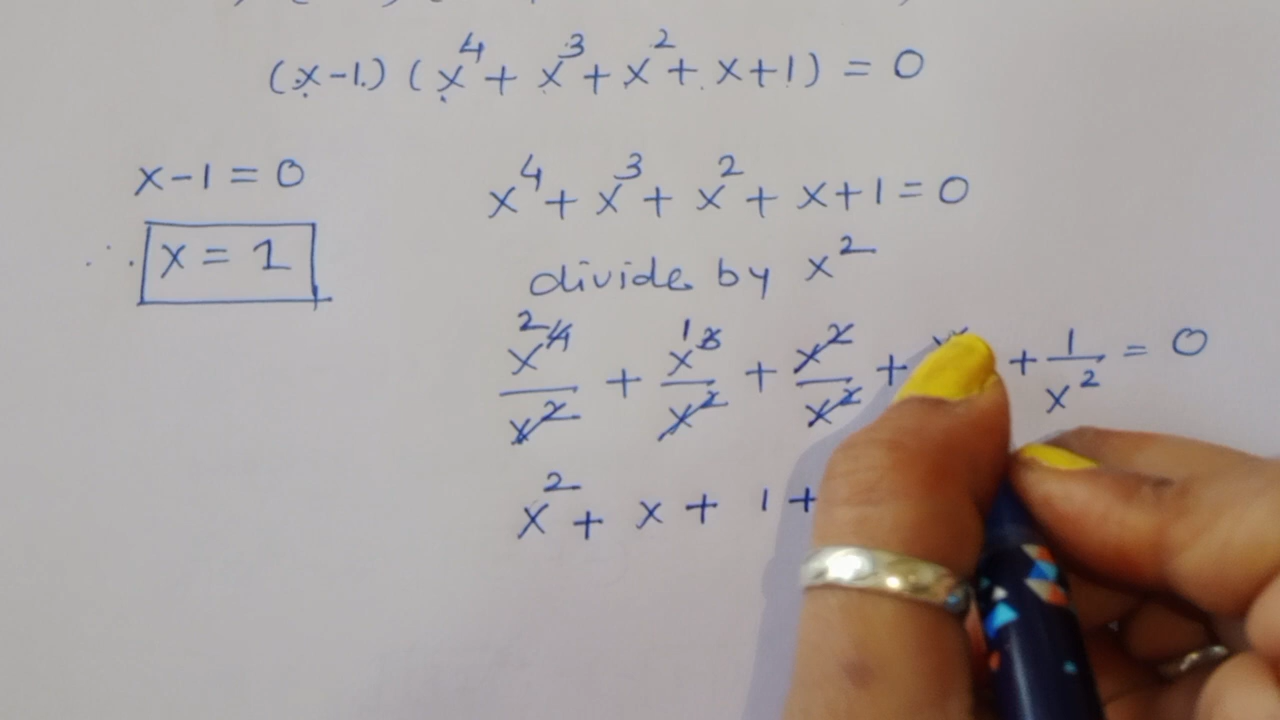 (x-1) (x⁴ + x³ + x² + x + 1) = 0
x - 1 = 0
∴ x = 1
x⁴ + x³ + x² + x + 1 = 0
divide by x²
x⁴/x² + x³/x² + x²/x² + + 1/x² = 0
x² + x + 1 +